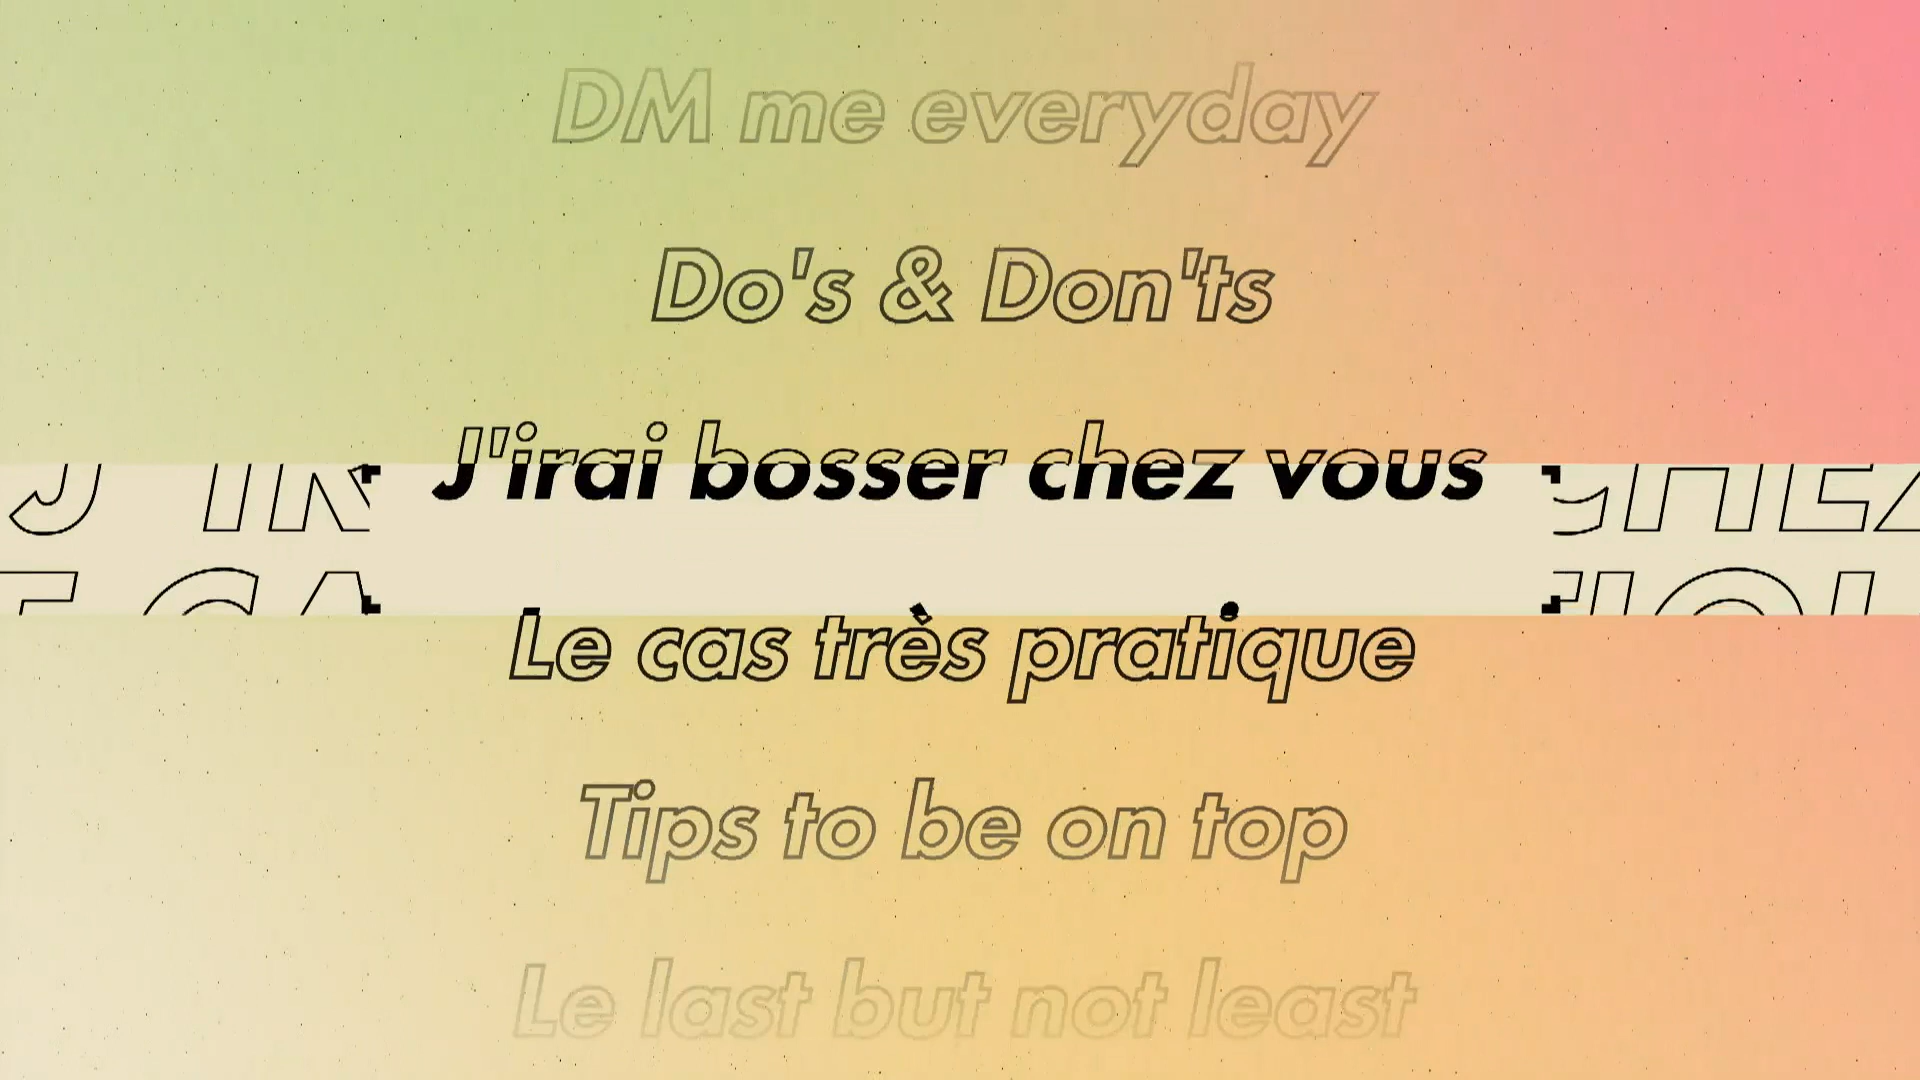 DM me everyday
Do's & Don'ts
J'irai bosser chez vous
Le cas très pratique
Tips to be on top
Le last but not least